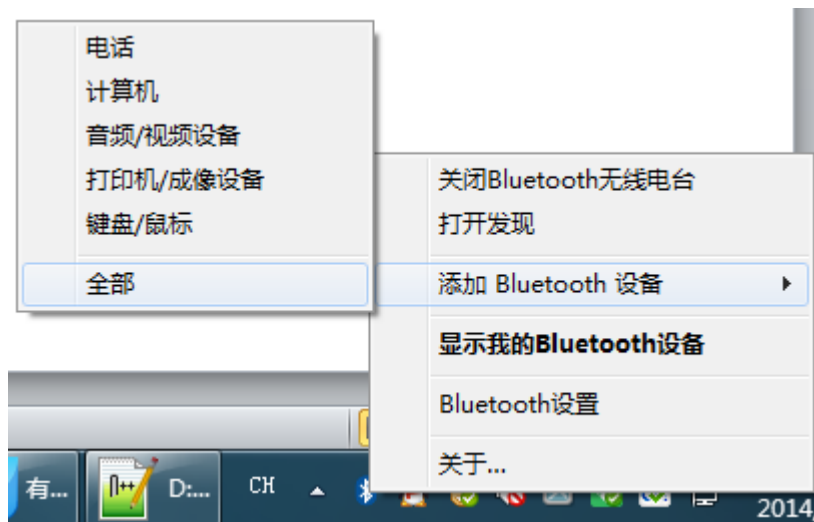 电话
计算机
音频/视频设备
打印机/成像设备
键盘/鼠标
全部
关闭Bluetooth无线电台
打开发现
添加 Bluetooth 设备
显示我的Bluetooth设备
Bluetooth设置
关于...
有... D:... CH 2014